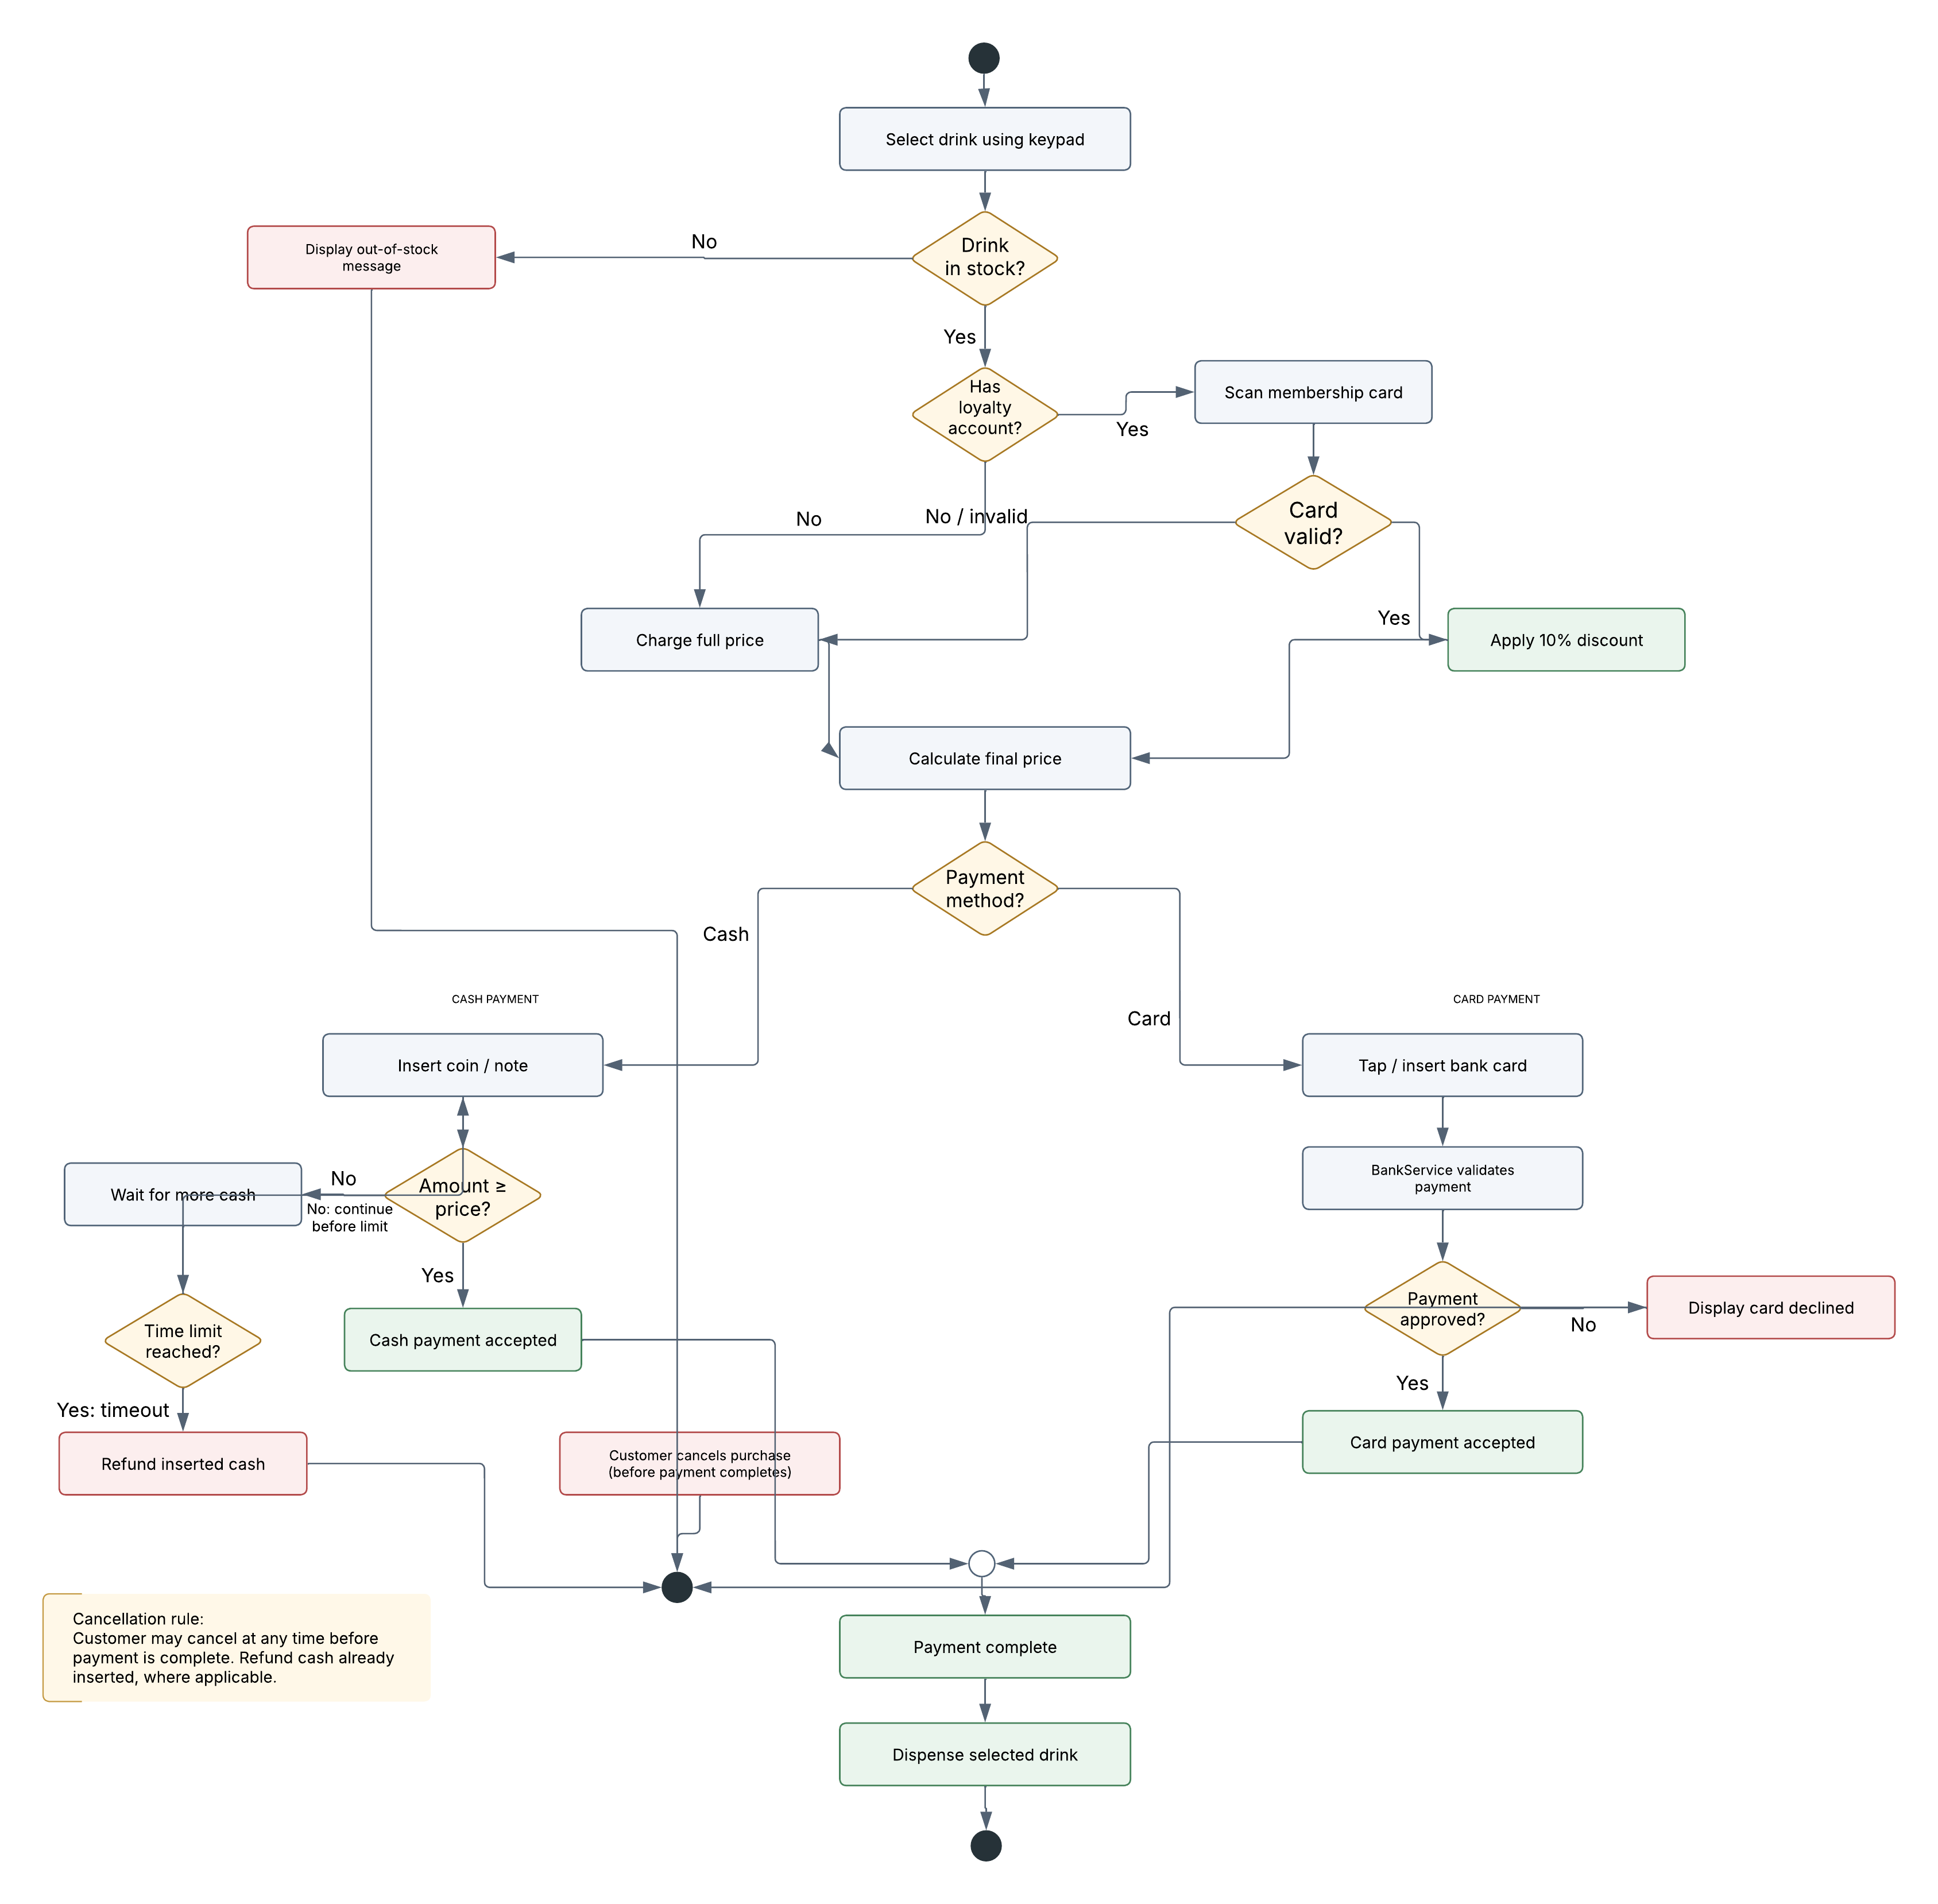 Select drink using keypad
Drink
in stock?
No
Display out-of-stock
message
Yes
Has
loyalty
account?
Yes
Scan membership card
No
No / invalid
Card
valid?
Yes
Charge full price
Apply 10% discount
Calculate final price
Payment
method?
Cash
Card
CASH PAYMENT
CARD PAYMENT
Insert coin / note
Tap / insert bank card
Wait for more cash
No
No: continue
before limit
Amount ≥
price?
BankService validates
payment
Yes
Payment
approved?
No
Display card declined
Time limit
reached?
Cash payment accepted
Yes
Yes: timeout
Card payment accepted
Refund inserted cash
Customer cancels purchase
(before payment completes)
Cancellation rule:
Customer may cancel at any time before
payment is complete. Refund cash already
inserted, where applicable.
Payment complete
Dispense selected drink